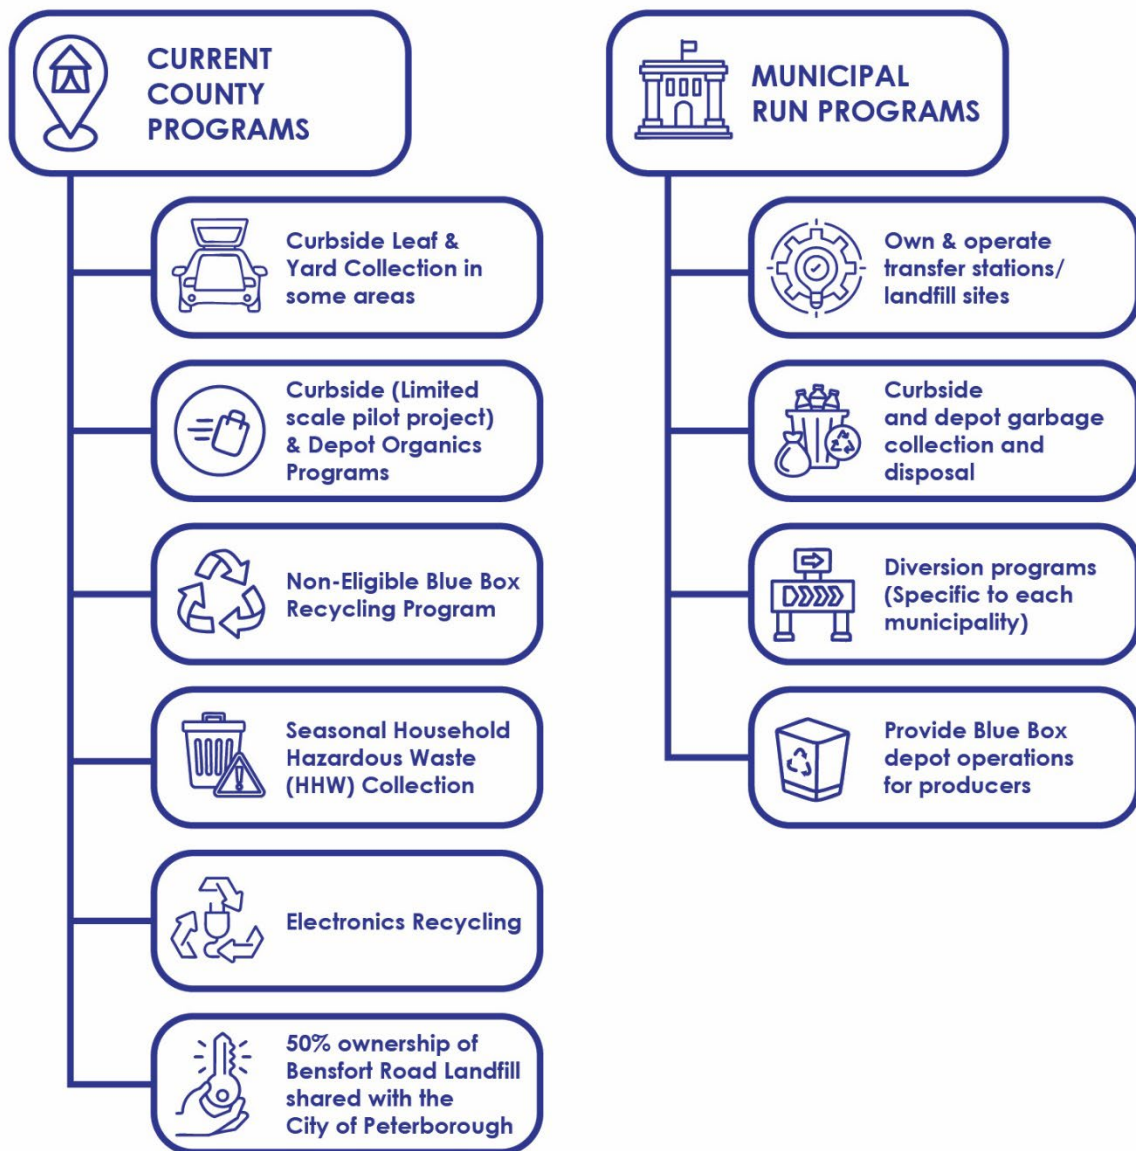 CURRENT
COUNTY
PROGRAMS
Curbside Leaf &
Yard Collection in
some areas
Curbside (Limited
scale pilot project)
& Depot Organics
Programs
Non-Eligible Blue Box
Recycling Program
Seasonal Household
Hazardous Waste
(HHW) Collection
Electronics Recycling
50% ownership of
Bensfort Road Landfill
shared with the
City of Peterborough
MUNICIPAL
RUN PROGRAMS
Own & operate
transfer stations/
landfill sites
Curbside
and depot garbage
collection and
disposal
Diversion programs
(Specific to each
municipality)
Provide Blue Box
depot operations
for producers